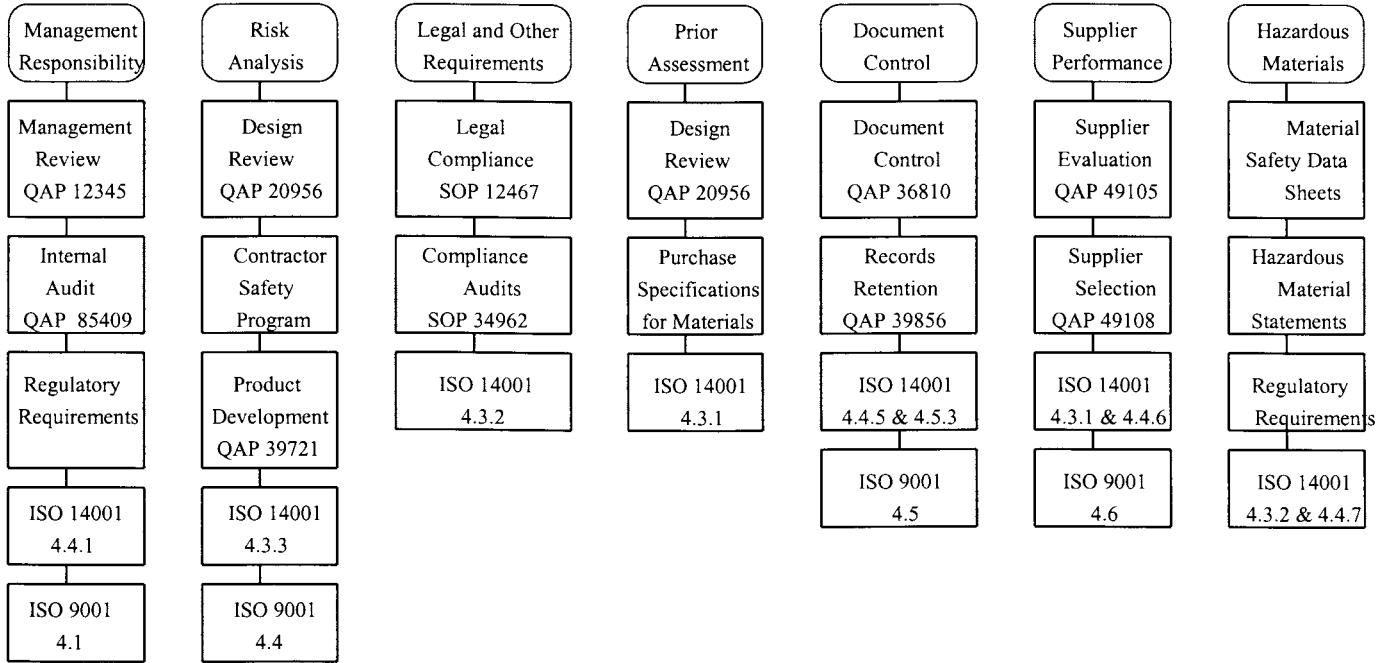 Management
Responsibility
Management
Review
QAP 12345
Internal
Audit
QAP 85409
Regulatory
Requirements
ISO 14001
4.4.1
ISO 9001
4.1
Risk
Analysis
Design
Review
QAP 20956
Contractor
Safety
Program
Product
Development
QAP 39721
ISO 14001
4.3.3
ISO 9001
4.4
Legal and Other
Requirements
Legal
Compliance
SOP 12467
Compliance
Audits
SOP 34962
ISO 14001
4.3.2
Prior
Assessment
Design
Review
QAP 20956
Purchase
Specifications
for Materials
ISO 14001
4.3.1
Document
Control
Document
Control
QAP 36810
Records
Retention
QAP 39856
ISO 14001
4.4.5 & 4.5.3
ISO 9001
4.5
Supplier
Performance
Supplier
Evaluation
QAP 49105
Supplier
Selection
QAP 49108
ISO 14001
4.3.1 & 4.4.6
ISO 9001
4.6
Hazardous
Materials
Material
Safety Data
Sheets
Hazardous
Material
Statements
Regulatory
Requirements
ISO 14001
4.3.2 & 4.4.7